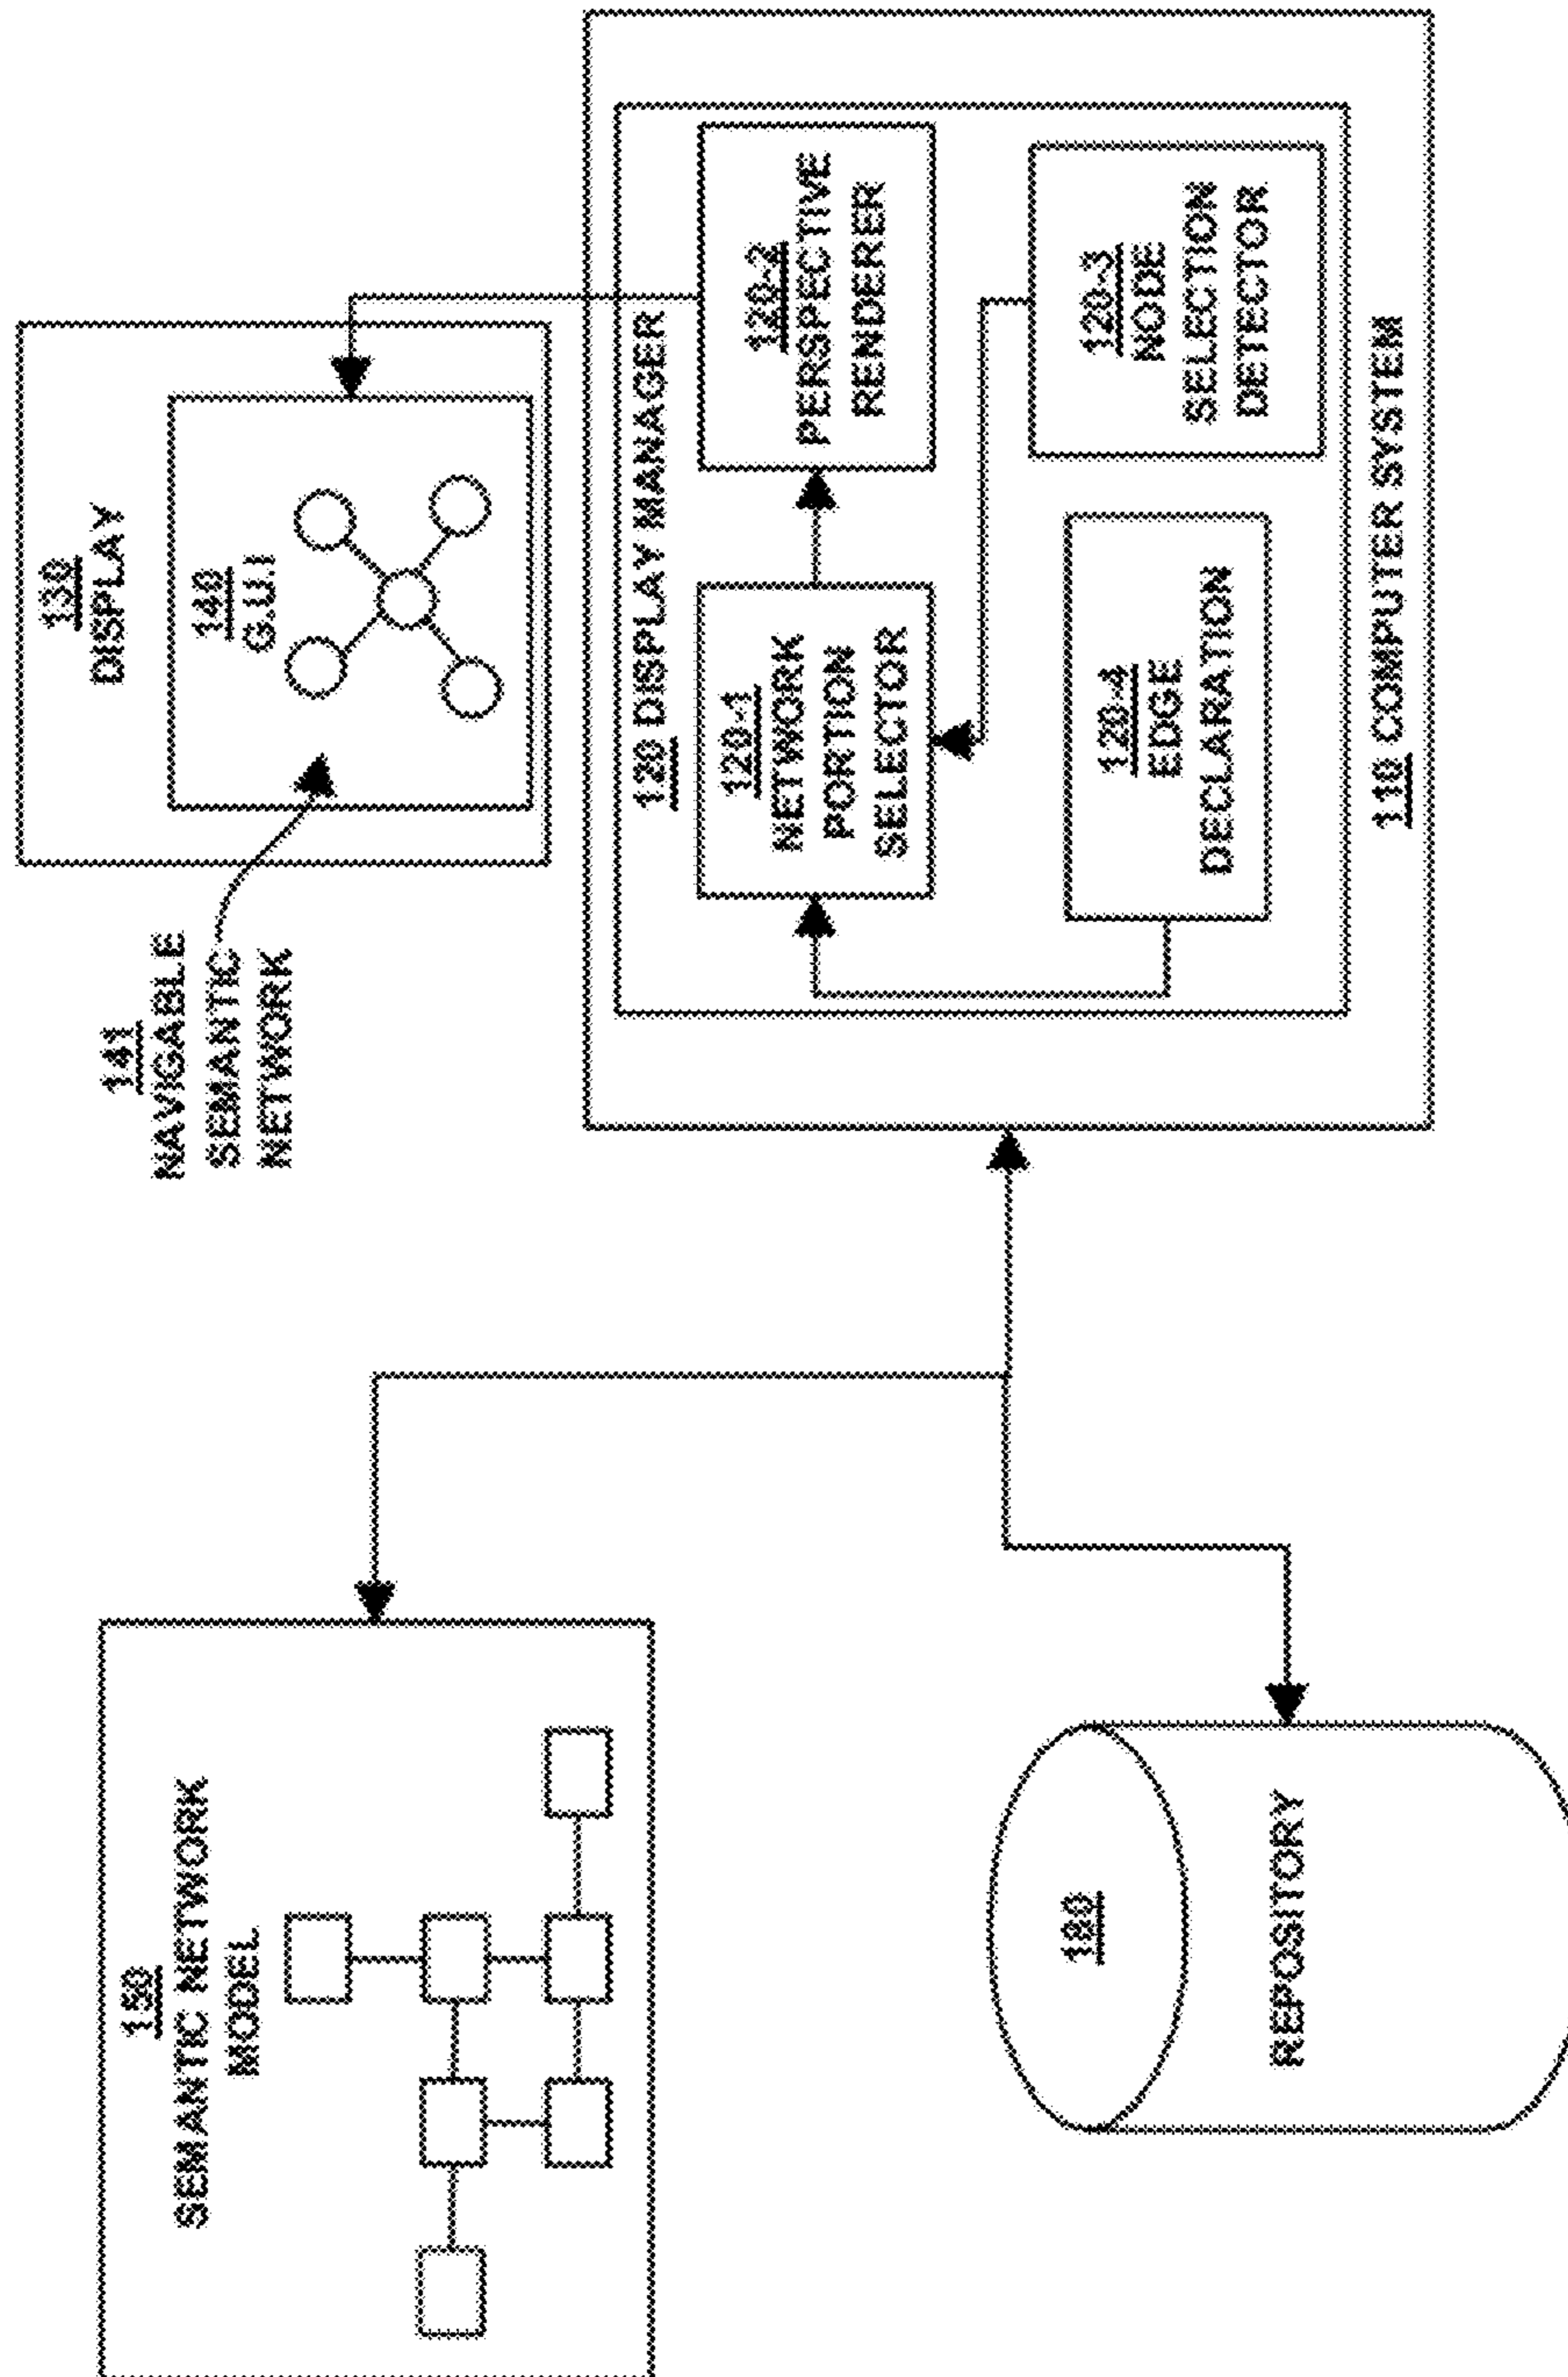 150
SEMANTIC NETWORK
MODEL
141
NAVIGABLE
SEMANTIC
NETWORK
130
DISPLAY
140
G.U.I
120 DISPLAY MANAGER
120-1
NETWORK
PORTION
SELECTOR
120-2
PERSPECTIVE
RENDERER
120-4
EDGE
DECLARATION
120-3
NODE
SELECTION
DETECTOR
110 COMPUTER SYSTEM
180
REPOSITORY